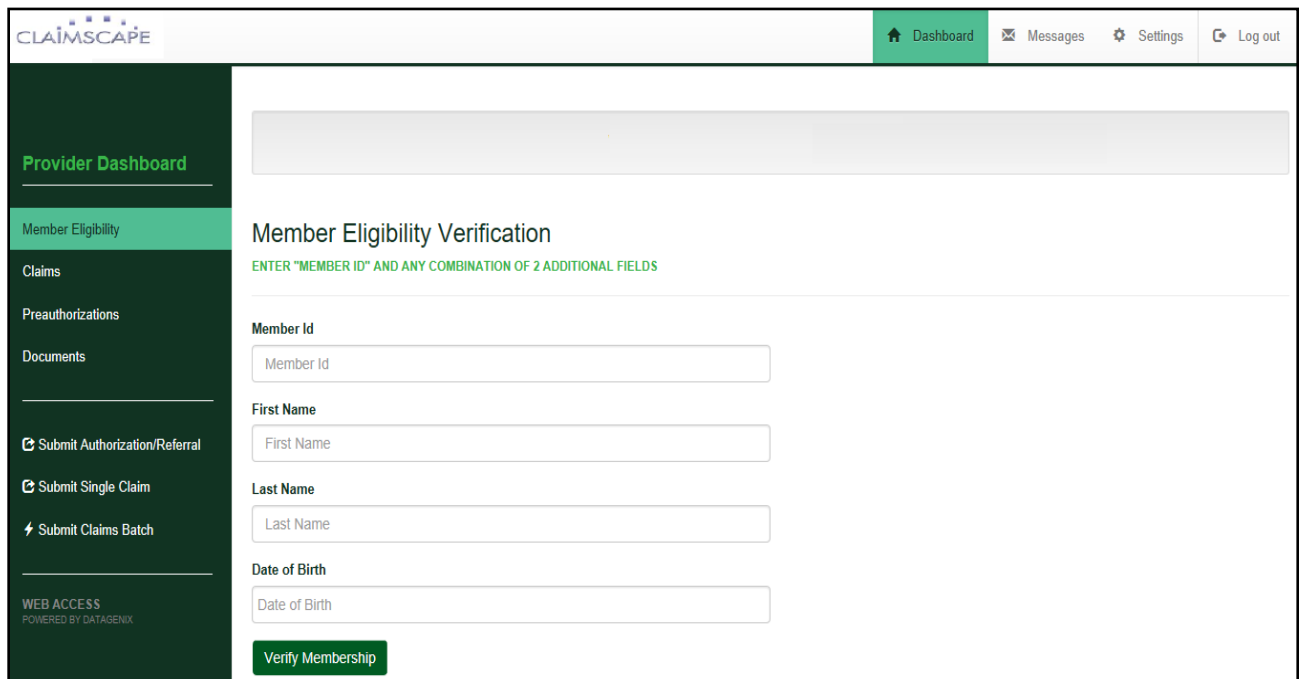 CLAIMSCAPE
Dashboard
Messages
Settings
Log out
Provider Dashboard
Member Eligibility
Claims
Preauthorizations
Documents
Submit Authorization/Referral
Submit Single Claim
Submit Claims Batch
WEB ACCESS
POWERED BY DATAGENIX
Member Eligibility Verification
ENTER "MEMBER ID" AND ANY COMBINATION OF 2 ADDITIONAL FIELDS
Member Id
Member Id
First Name
First Name
Last Name
Last Name
Date of Birth
Date of Birth
Verify Membership